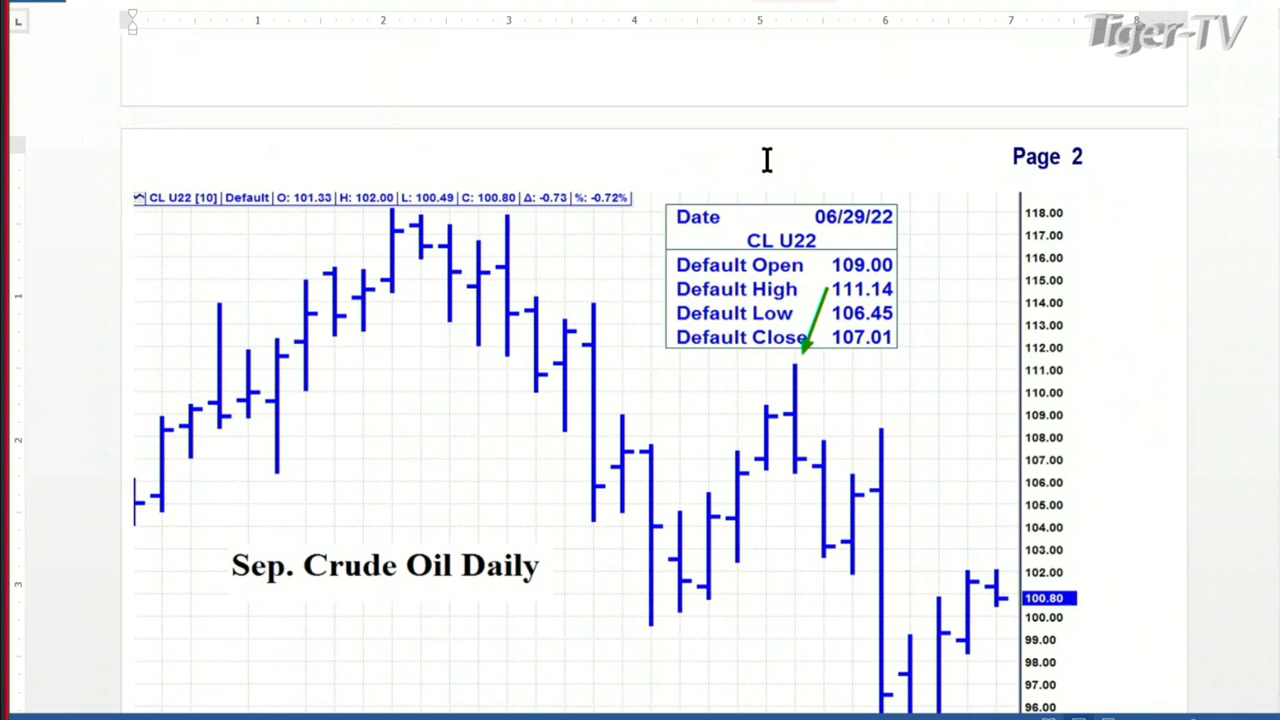 1 2 3 4 5 6 7 8
Tiger-TV
Page 2
CL U22 [10] Default O: 101.33 H: 102.00 L: 100.49 C: 100.80 Δ: -0.73 %: -0.72%
Date 06/29/22
CL U22
Default Open 109.00
Default High 111.14
Default Low 106.45
Default Close 107.01
118.00
117.00
116.00
115.00
114.00
113.00
112.00
111.00
110.00
109.00
108.00
107.00
106.00
105.00
104.00
103.00
102.00
100.80
100.00
99.00
98.00
97.00
96.00
Sep. Crude Oil Daily
1
2
3